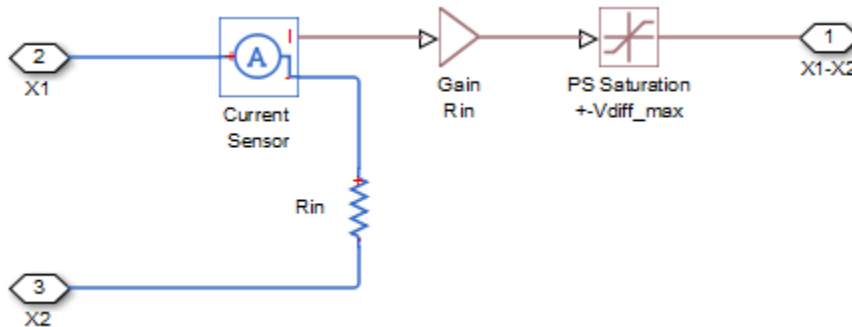 2
X1
A
I
Current
Sensor
Gain
Rin
PS Saturation
+-Vdiff_max
1
X1-X2
+
-
Rin
+
-
3
X2